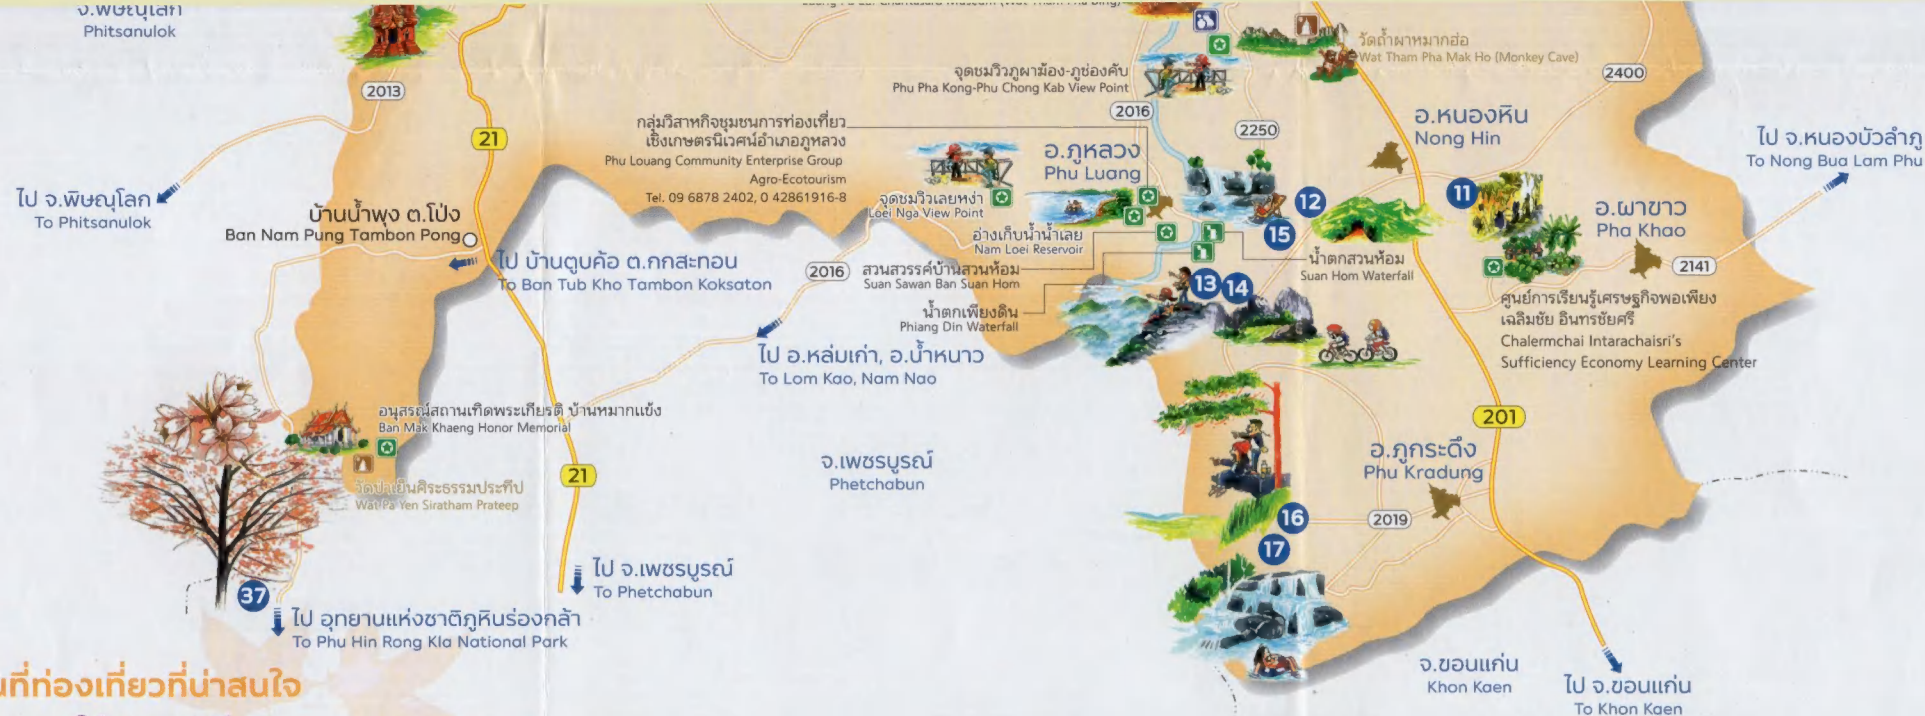 จ.พิษณุโลก
Phitsanulok
วัดถ้ำผาหมากฮ่อ
Wat Tham Pha Mak Ho (Monkey Cave)
จุดชมวิวภูผาฆ้อง-ภูช่องคับ
Phu Pha Kong-Phu Chong Kab View Point
2400
2013
2016
2250
21
กลุ่มวิสาหกิจชุมชนการท่องเที่ยว
เชิงเกษตรนิเวศน์อำเภอภูหลวง
Phu Louang Community Enterprise Group
Agro-Ecotourism
Tel. 09 6878 2402, 0 42861916-8
อ.ภูหลวง
Phu Luang
อ.หนองหิน
Nong Hin
ไป จ.หนองบัวลำภู
To Nong Bua Lam Phu
ไป จ.พิษณุโลก
To Phitsanulok
บ้านน้ำพุง ต.โป่ง
Ban Nam Pung Tambon Pong
จุดชมวิวเลยหง่า
Loei Nga View Point
12
11
15
อ.ผาขาว
Pha Khao
อ่างเก็บน้ำน้ำเลย
Nam Loei Reservoir
ไป บ้านตูบค้อ ต.กกสะทอน
To Ban Tub Kho Tambon Koksaton
2016
สวนสวรรค์บ้านสวนห้อม
Suan Sawan Ban Suan Hom
น้ำตกสวนห้อม
Suan Hom Waterfall
2141
13
14
น้ำตกเพียงดิน
Phiang Din Waterfall
ศูนย์การเรียนรู้เศรษฐกิจพอเพียง
เฉลิมชัย อินทรชัยศรี
Chalermchai Intarachaisri's
Sufficiency Economy Learning Center
ไป อ.หล่มเก่า, อ.น้ำหนาว
To Lom Kao, Nam Nao
อนุสรณ์สถานเทิดพระเกียรติ บ้านหมากแข้ง
Ban Mak Khaeng Honor Memorial
201
จ.เพชรบูรณ์
Phetchabun
อ.ภูกระดึง
Phu Kradung
21
วัดป่าเย็นศิระธรรมประทีป
Wat Pa Yen Siratham Prateep
16
2019
17
ไป จ.เพชรบูรณ์
To Phetchabun
37
ไป อุทยานแห่งชาติภูหินร่องกล้า
To Phu Hin Rong Kla National Park
จ.ขอนแก่น
Khon Kaen
ไป จ.ขอนแก่น
To Khon Kaen
ที่ท่องเที่ยวที่น่าสนใจ